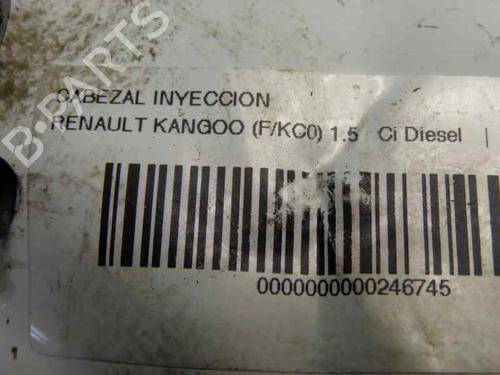 B-PARTS
CABEZAL INYECCION
RENAULT KANGOO (F/KC0) 1.5 Ci Diesel |
0000000000246745